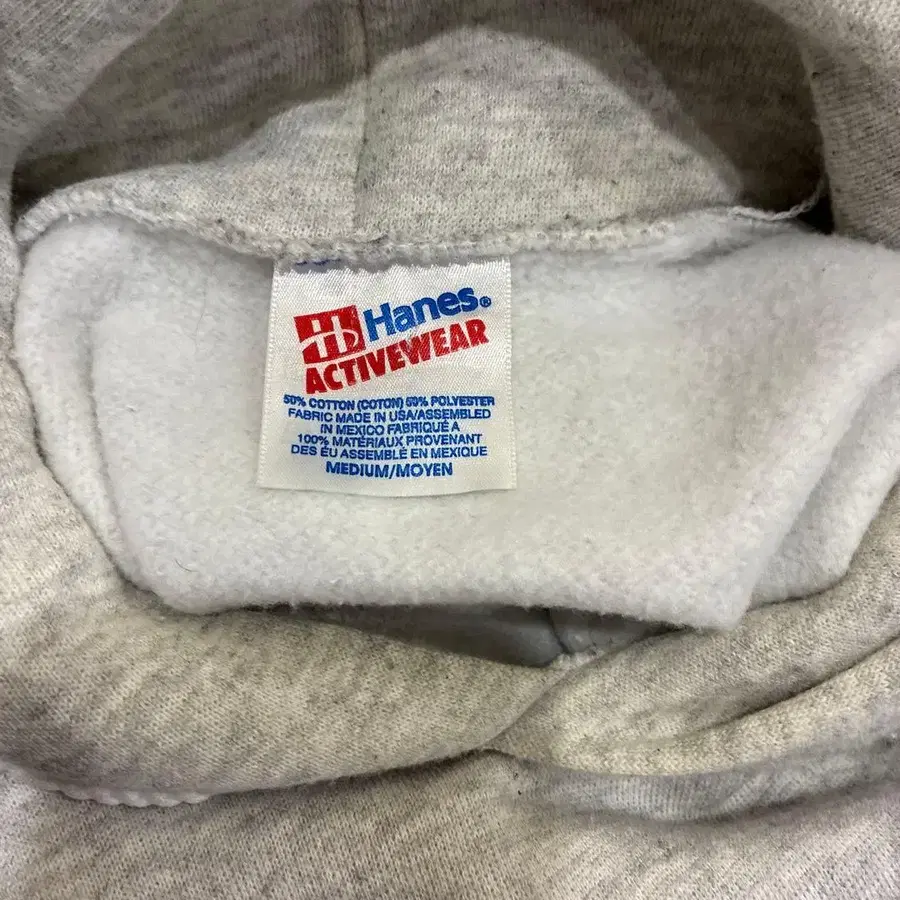 Hanes®
ACTIVEWEAR
50% COTTON (COTON) 50% POLYESTER
FABRIC MADE IN USA/ASSEMBLED
IN MEXICO FABRIQUÉ A
100% MATÉRIAUX PROVENANT
DES ÉU ASSEMBLÉ EN MEXIQUE
MEDIUM/MOYEN